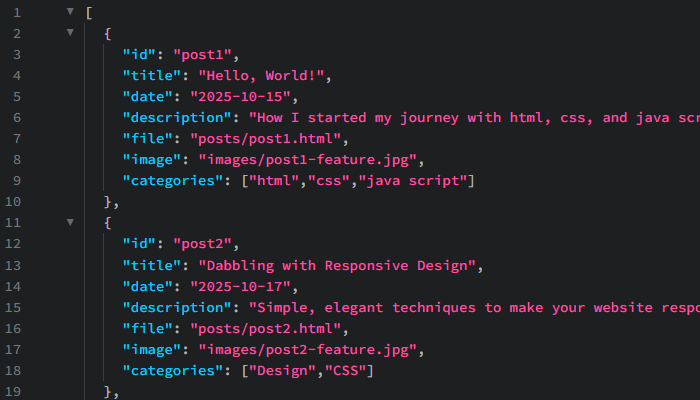 1 [
2 {
3 "id": "post1",
4 "title": "Hello, World!",
5 "date": "2025-10-15",
6 "description": "How I started my journey with html, css, and java scr
7 "file": "posts/post1.html",
8 "image": "images/post1-feature.jpg",
9 "categories": ["html","css","java script"]
10 },
11 {
12 "id": "post2",
13 "title": "Dabbling with Responsive Design",
14 "date": "2025-10-17",
15 "description": "Simple, elegant techniques to make your website respo
16 "file": "posts/post2.html",
17 "image": "images/post2-feature.jpg",
18 "categories": ["Design","CSS"]
19 },